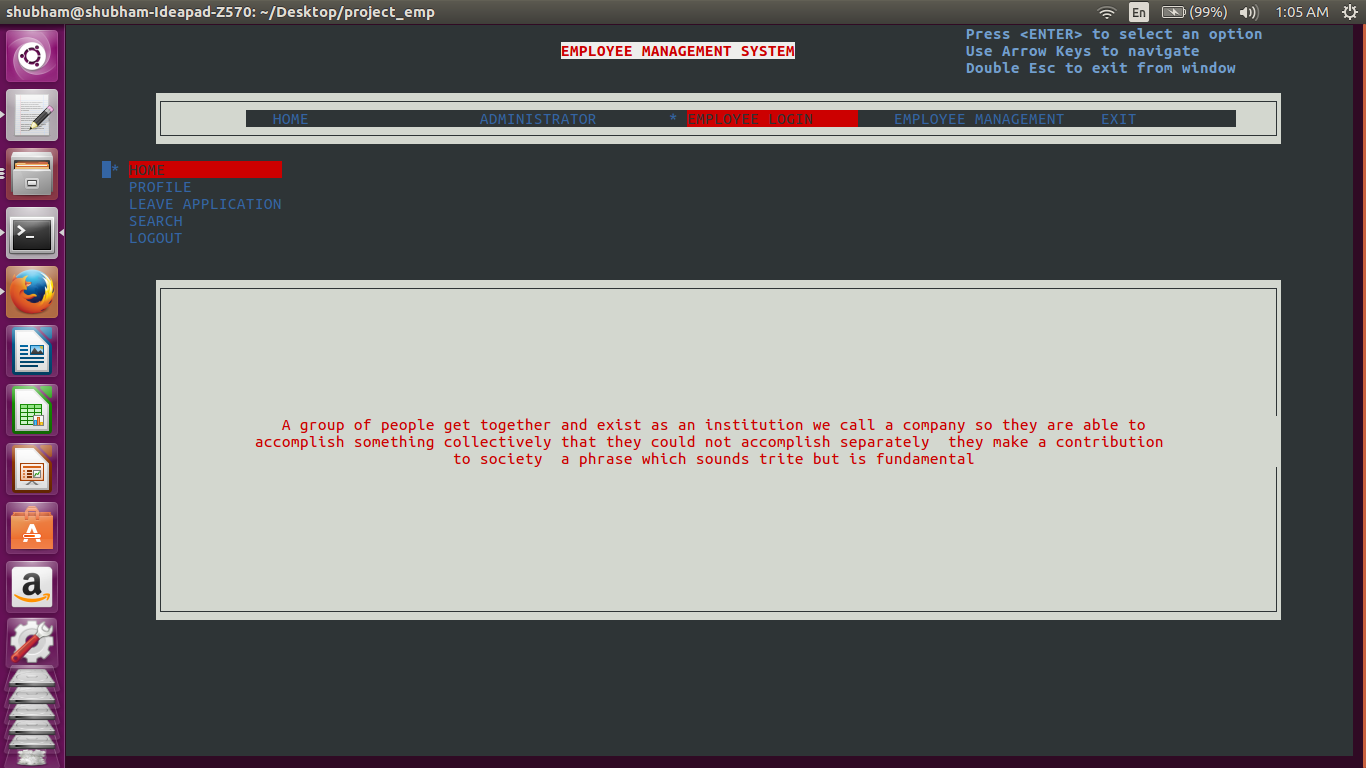 shubham@shubham-Ideapad-Z570: ~/Desktop/project_emp En (99%) 1:05 AM
Press <ENTER> to select an option
EMPLOYEE MANAGEMENT SYSTEM Use Arrow Keys to navigate
Double Esc to exit from window
HOME ADMINISTRATOR * EMPLOYEE LOGIN EMPLOYEE MANAGEMENT EXIT
* HOME
PROFILE
LEAVE APPLICATION
SEARCH
LOGOUT
A group of people get together and exist as an institution we call a company so they are able to
accomplish something collectively that they could not accomplish separately  they make a contribution
to society  a phrase which sounds trite but is fundamental